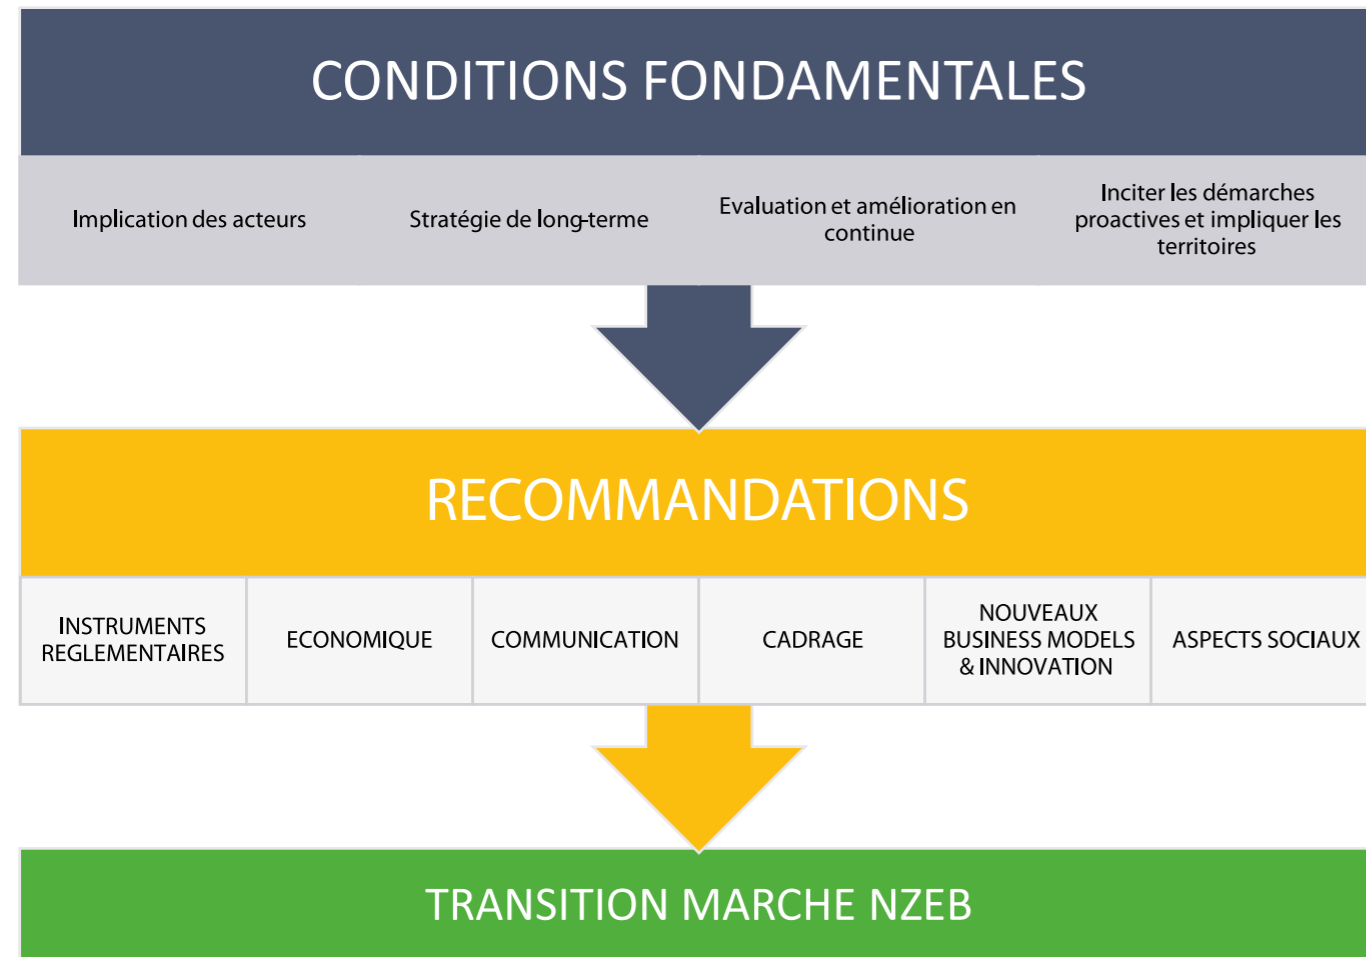 CONDITIONS FONDAMENTALES
Implication des acteurs
Stratégie de long-terme
Evaluation et amélioration en
continue
Inciter les démarches
proactives et impliquer les
territoires
RECOMMANDATIONS
INSTRUMENTS
REGLEMENTAIRES
ECONOMIQUE
COMMUNICATION
CADRAGE
NOUVEAUX
BUSINESS MODELS
& INNOVATION
ASPECTS SOCIAUX
TRANSITION MARCHE NZEB